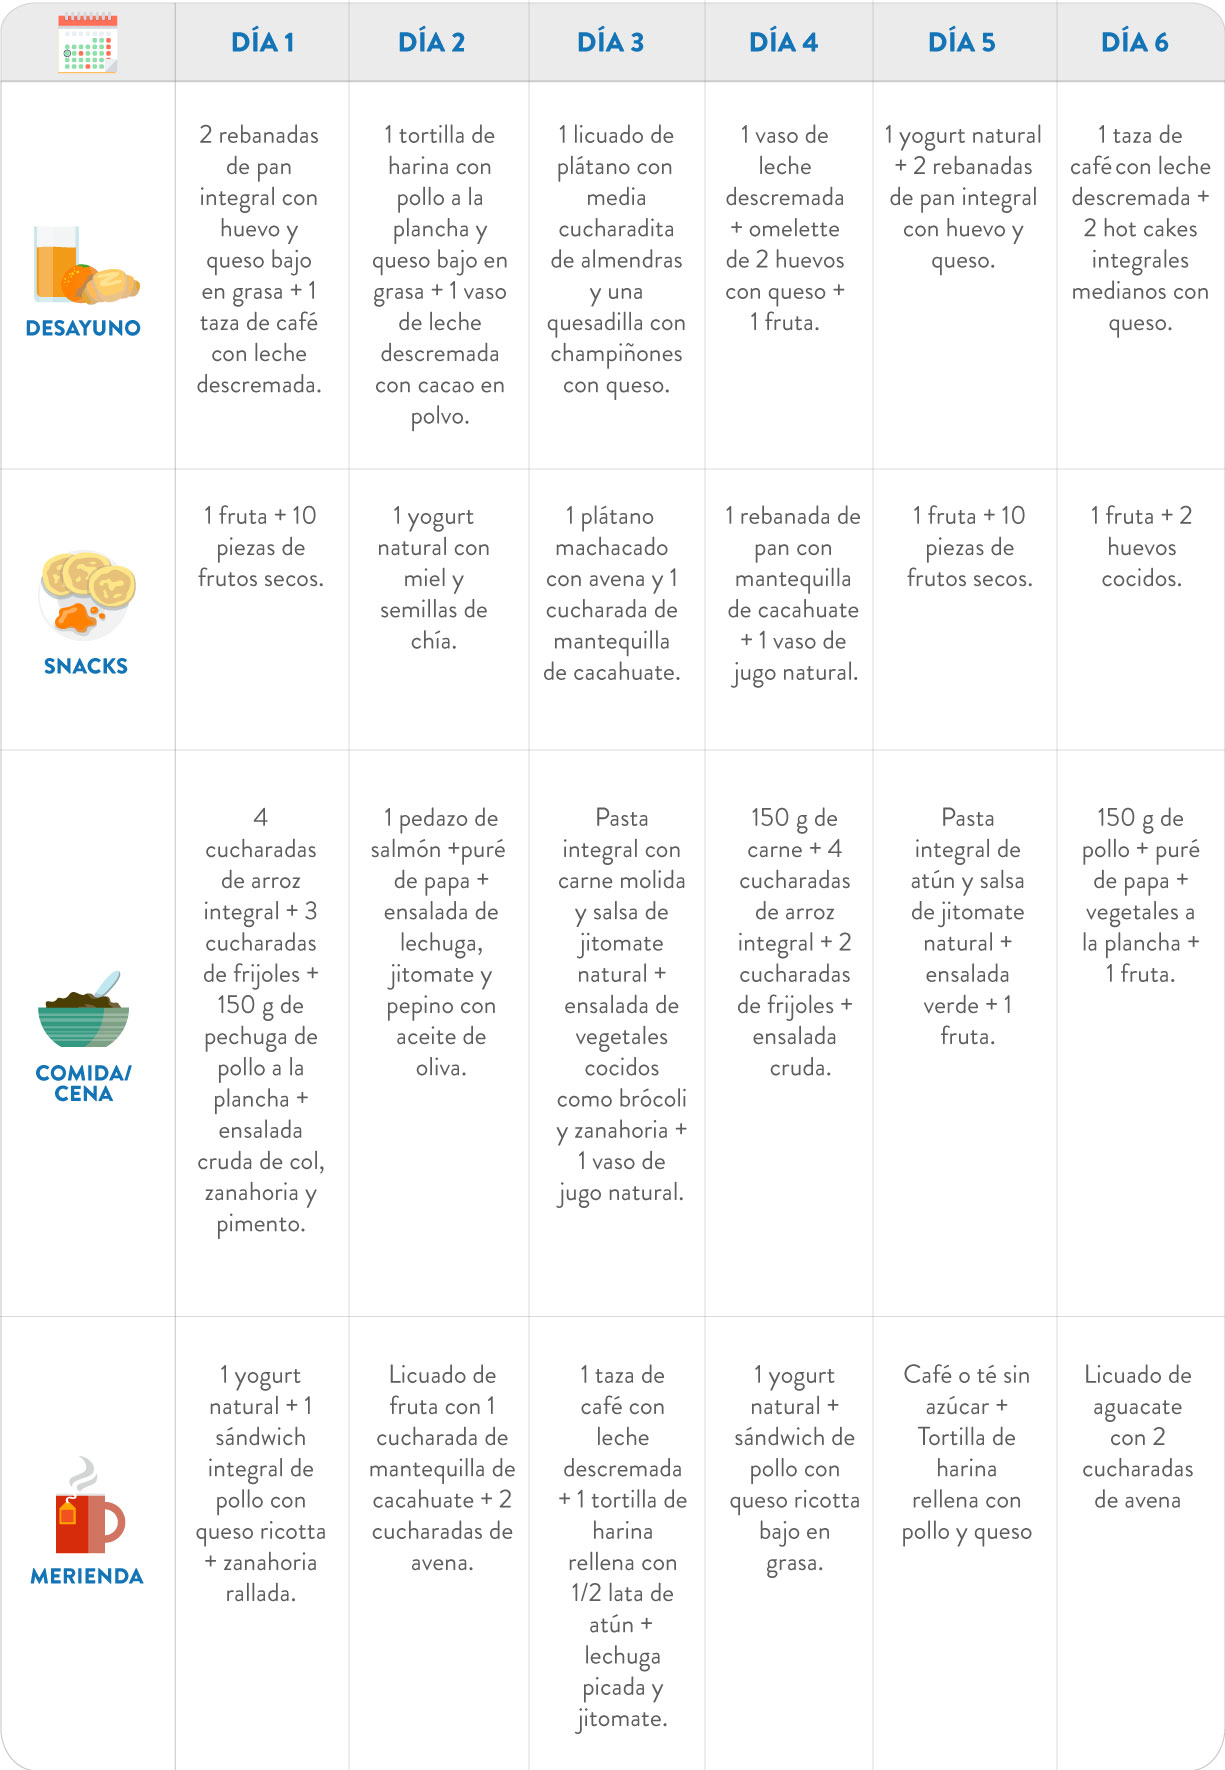 DÍA 1
DÍA 2
DÍA 3
DÍA 4
DÍA 5
DÍA 6
DESAYUNO
2 rebanadas
de pan
integral con
huevo y
queso bajo
en grasa + 1
taza de café
con leche
descremada.
1 tortilla de
harina con
pollo a la
plancha y
queso bajo en
grasa + 1 vaso
de leche
descremada
con cacao en
polvo.
1 licuado de
plátano con
media
cucharadita
de almendras
y una
quesadilla con
champiñones
con queso.
1 vaso de
leche
descremada
+ omelette
de 2 huevos
con queso +
1 fruta.
1 yogurt natural
+ 2 rebanadas
de pan integral
con huevo y
queso.
1 taza de
café con leche
descremada +
2 hot cakes
integrales
medianos con
queso.
SNACKS
1 fruta + 10
piezas de
frutos secos.
1 yogurt
natural con
miel y
semillas de
chía.
1 plátano
machacado
con avena y 1
cucharada de
mantequilla
de cacahuate.
1 rebanada de
pan con
mantequilla
de cacahuate
+ 1 vaso de
jugo natural.
1 fruta + 10
piezas de
frutos secos.
1 fruta + 2
huevos
cocidos.
COMIDA/
CENA
4
cucharadas
de arroz
integral + 3
cucharadas
de frijoles +
150 g de
pechuga de
pollo a la
plancha +
ensalada
cruda de col,
zanahoria y
pimento.
1 pedazo de
salmón +puré
de papa +
ensalada de
lechuga,
jitomate y
pepino con
aceite de
oliva.
Pasta
integral con
carne molida
y salsa de
jitomate
natural +
ensalada de
vegetales
cocidos
como brócoli
y zanahoria +
1 vaso de
jugo natural.
150 g de
carne + 4
cucharadas
de arroz
integral + 2
cucharadas
de frijoles +
ensalada
cruda.
Pasta
integral de
atún y salsa
de jitomate
natural +
ensalada
verde + 1
fruta.
150 g de
pollo + puré
de papa +
vegetales a
la plancha +
1 fruta.
MERIENDA
1 yogurt
natural + 1
sándwich
integral de
pollo con
queso ricotta
+ zanahoria
rallada.
Licuado de
fruta con 1
cucharada de
mantequilla de
cacahuate + 2
cucharadas de
avena.
1 taza de
café con
leche
descremada
+ 1 tortilla de
harina
rellena con
1/2 lata de
atún +
lechuga
picada y
jitomate.
1 yogurt
natural +
sándwich de
pollo con
queso ricotta
bajo en
grasa.
Café o té sin
azúcar +
Tortilla de
harina
rellena con
pollo y queso
Licuado de
aguacate
con 2
cucharadas
de avena